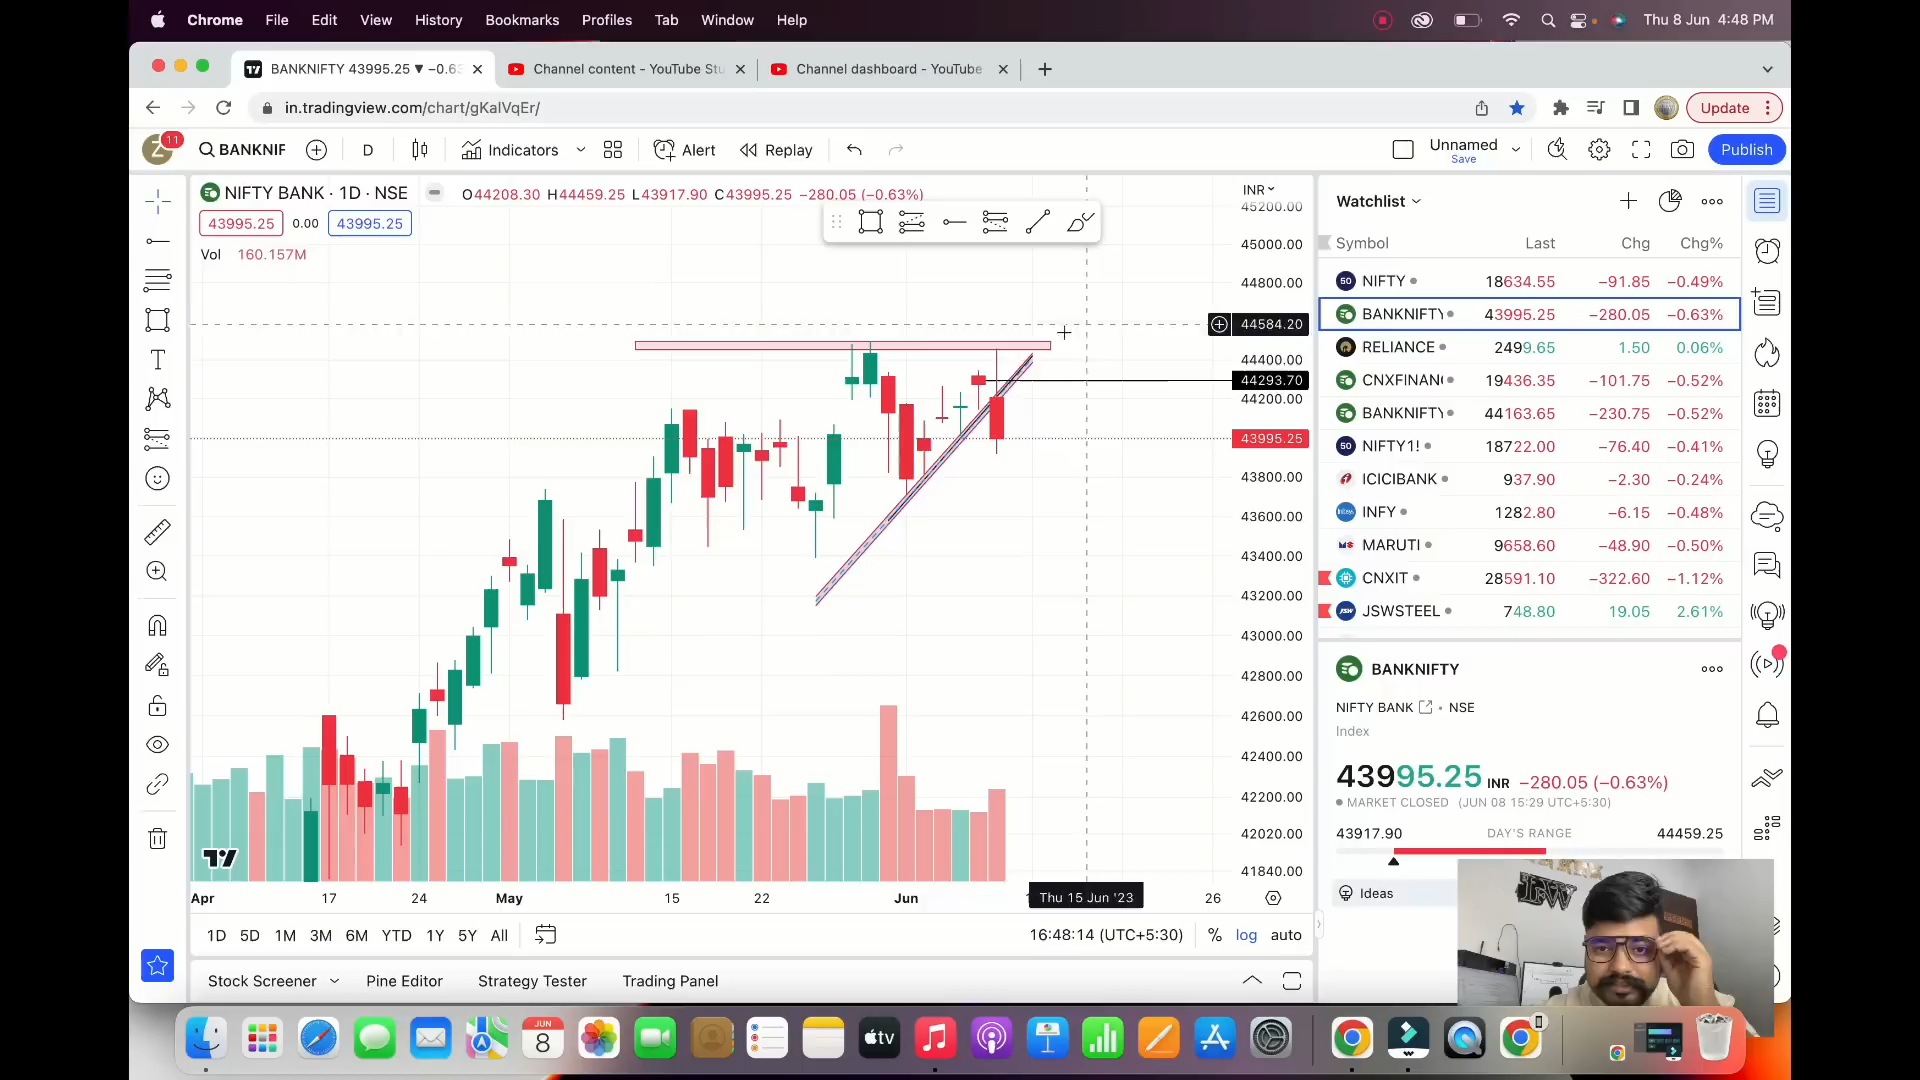 Chrome File Edit View History Bookmarks Profiles Tab Window Help Thu 8 Jun 4:48 PM
BANKNIFTY 43995.25 ▼ −0.63 Channel content - YouTube Stu Channel dashboard - YouTube
in.tradingview.com/chart/gKalVqEr/ Update
Z 11 BANKNIF D Indicators Alert Replay Unnamed Save Publish
NIFTY BANK · 1D · NSE O44208.30 H44459.25 L43917.90 C43995.25 −280.05 (−0.63%)
43995.25 0.00 43995.25
Vol 160.157M
INR
45200.00
45000.00
44800.00
44584.20
44400.00
44293.70
44200.00
43995.25
43800.00
43600.00
43400.00
43200.00
43000.00
42800.00
42600.00
42400.00
42200.00
42020.00
41840.00
Apr 17 24 May 15 22 Jun Thu 15 Jun '23 26
1D 5D 1M 3M 6M YTD 1Y 5Y All 16:48:14 (UTC+5:30) % log auto
Stock Screener Pine Editor Strategy Tester Trading Panel
Watchlist
Symbol Last Chg Chg%
50 NIFTY 18634.55 −91.85 −0.49%
BANKNIFTY 43995.25 −280.05 −0.63%
RELIANCE 2499.65 1.50 0.06%
CNXFINAN 19436.35 −101.75 −0.52%
BANKNIFTY 44163.65 −230.75 −0.52%
50 NIFTY1! 18722.00 −76.40 −0.41%
ICICIBANK 937.90 −2.30 −0.24%
INFY 1282.80 −6.15 −0.48%
MARUTI 9658.60 −48.90 −0.50%
CNXIT 28591.10 −322.60 −1.12%
JSWSTEEL 748.80 19.05 2.61%
BANKNIFTY
NIFTY BANK • NSE
Index
43995.25 INR −280.05 (−0.63%)
MARKET CLOSED (JUN 08 15:29 UTC+5:30)
43917.90 DAY'S RANGE 44459.25
Ideas
JUN
8
tv